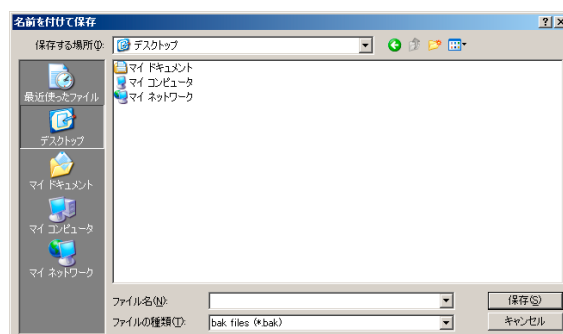 名前を付けて保存
保存する場所(I): デスクトップ
最近使ったファイル
デスクトップ
マイ ドキュメント
マイ コンピュータ
マイ ネットワーク
マイ ドキュメント
マイ コンピュータ
マイ ネットワーク
ファイル名(N): 保存(S)
ファイルの種類(T): bak files (*.bak) キャンセル